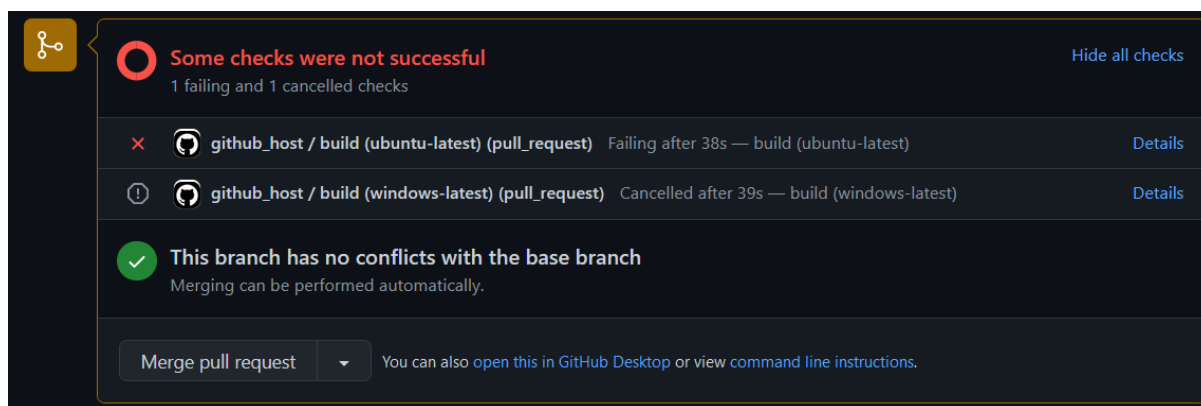 Some checks were not successful
Hide all checks
1 failing and 1 cancelled checks
github_host / build (ubuntu-latest) (pull_request) Failing after 38s — build (ubuntu-latest) Details
github_host / build (windows-latest) (pull_request) Cancelled after 39s — build (windows-latest) Details
This branch has no conflicts with the base branch
Merging can be performed automatically.
Merge pull request You can also open this in GitHub Desktop or view command line instructions.